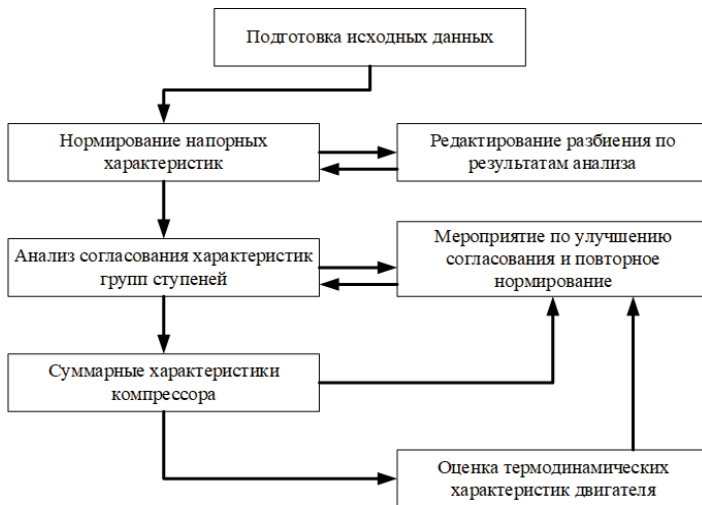 Подготовка исходных данных
Нормирование напорных
характеристик
Редактирование разбиения по
результатам анализа
Анализ согласования характеристик
групп ступеней
Мероприятие по улучшению
согласования и повторное
нормирование
Суммарные характеристики
компрессора
Оценка термодинамических
характеристик двигателя